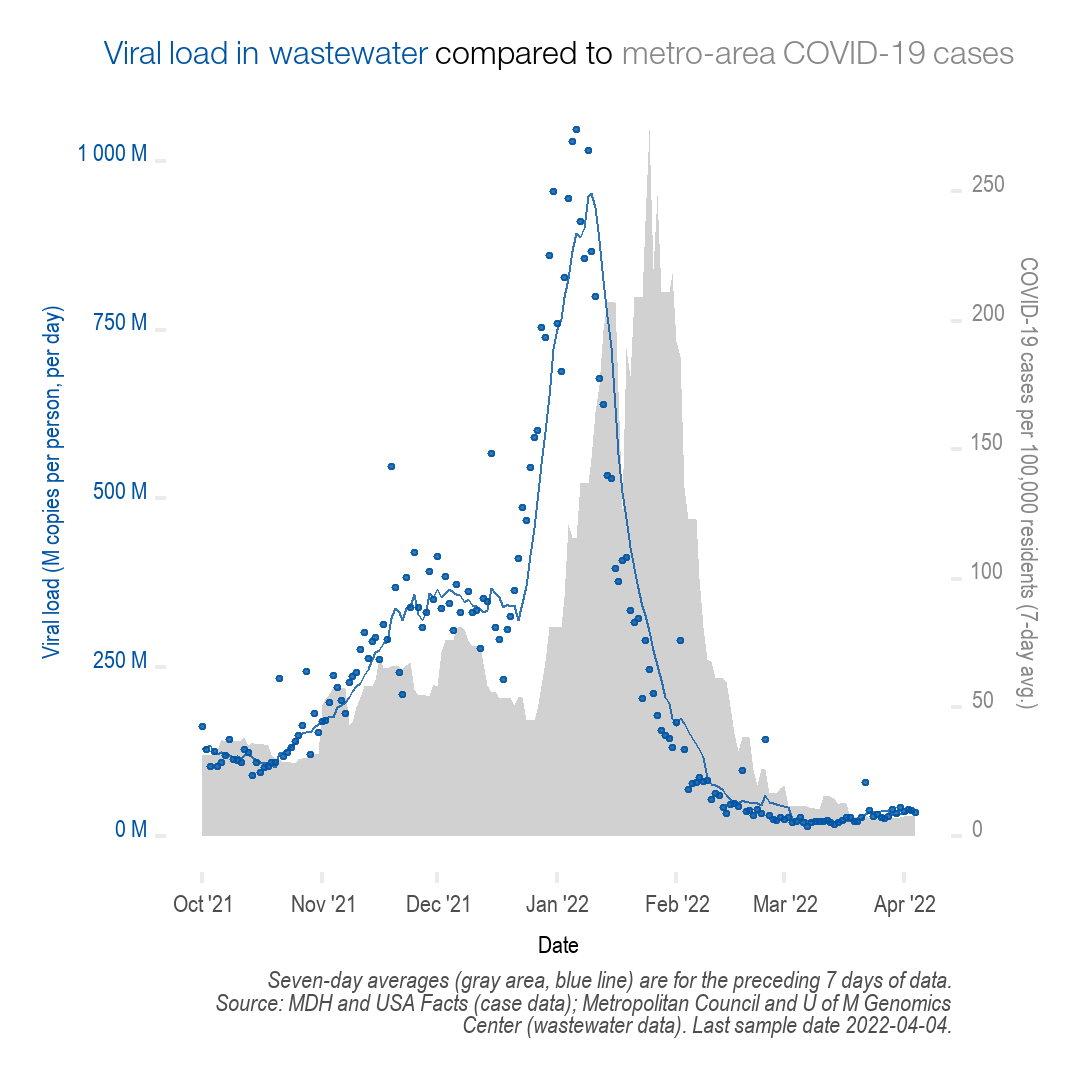 Viral load in wastewater compared to metro-area COVID-19 cases
1 000 M
750 M
500 M
250 M
0 M
Viral load (M copies per person, per day)
250
200
150
100
50
0
COVID-19 cases per 100,000 residents (7-day avg.)
Oct '21 Nov '21 Dec '21 Jan '22 Feb '22 Mar '22 Apr '22
Date
Seven-day averages (gray area, blue line) are for the preceding 7 days of data.
Source: MDH and USA Facts (case data); Metropolitan Council and U of M Genomics
Center (wastewater data). Last sample date 2022-04-04.